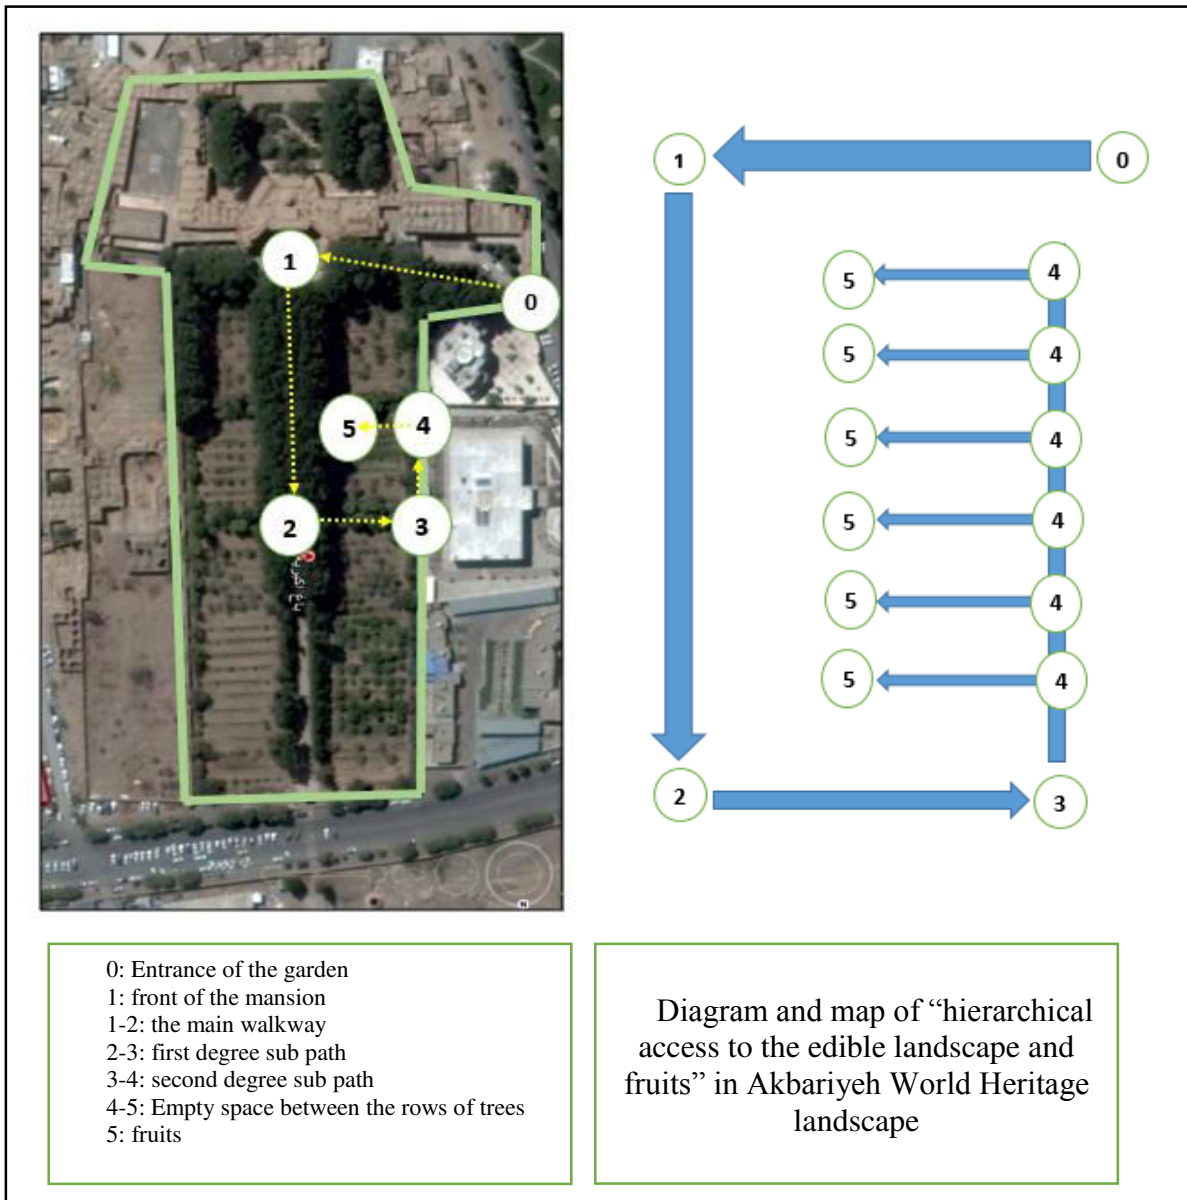 1
0
5
4
2
3
1
0
5
4
5
4
5
4
5
4
5
4
5
4
2
3
N
0: Entrance of the garden
1: front of the mansion
1-2: the main walkway
2-3: first degree sub path
3-4: second degree sub path
4-5: Empty space between the rows of trees
5: fruits
Diagram and map of “hierarchical
access to the edible landscape and
fruits” in Akbariyeh World Heritage
landscape